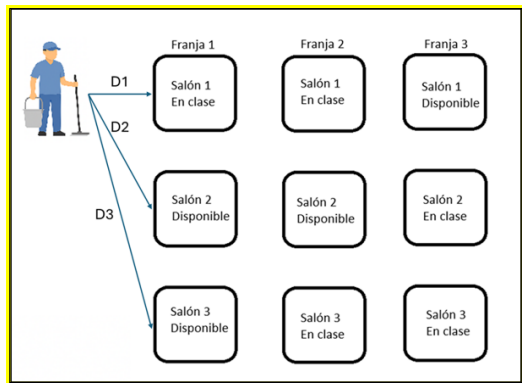 Franja 1
Franja 2
Franja 3
D1
Salón 1
En clase
Salón 1
En clase
Salón 1
Disponible
D2
Salón 2
Disponible
Salón 2
Disponible
Salón 2
En clase
D3
Salón 3
Disponible
Salón 3
En clase
Salón 3
En clase